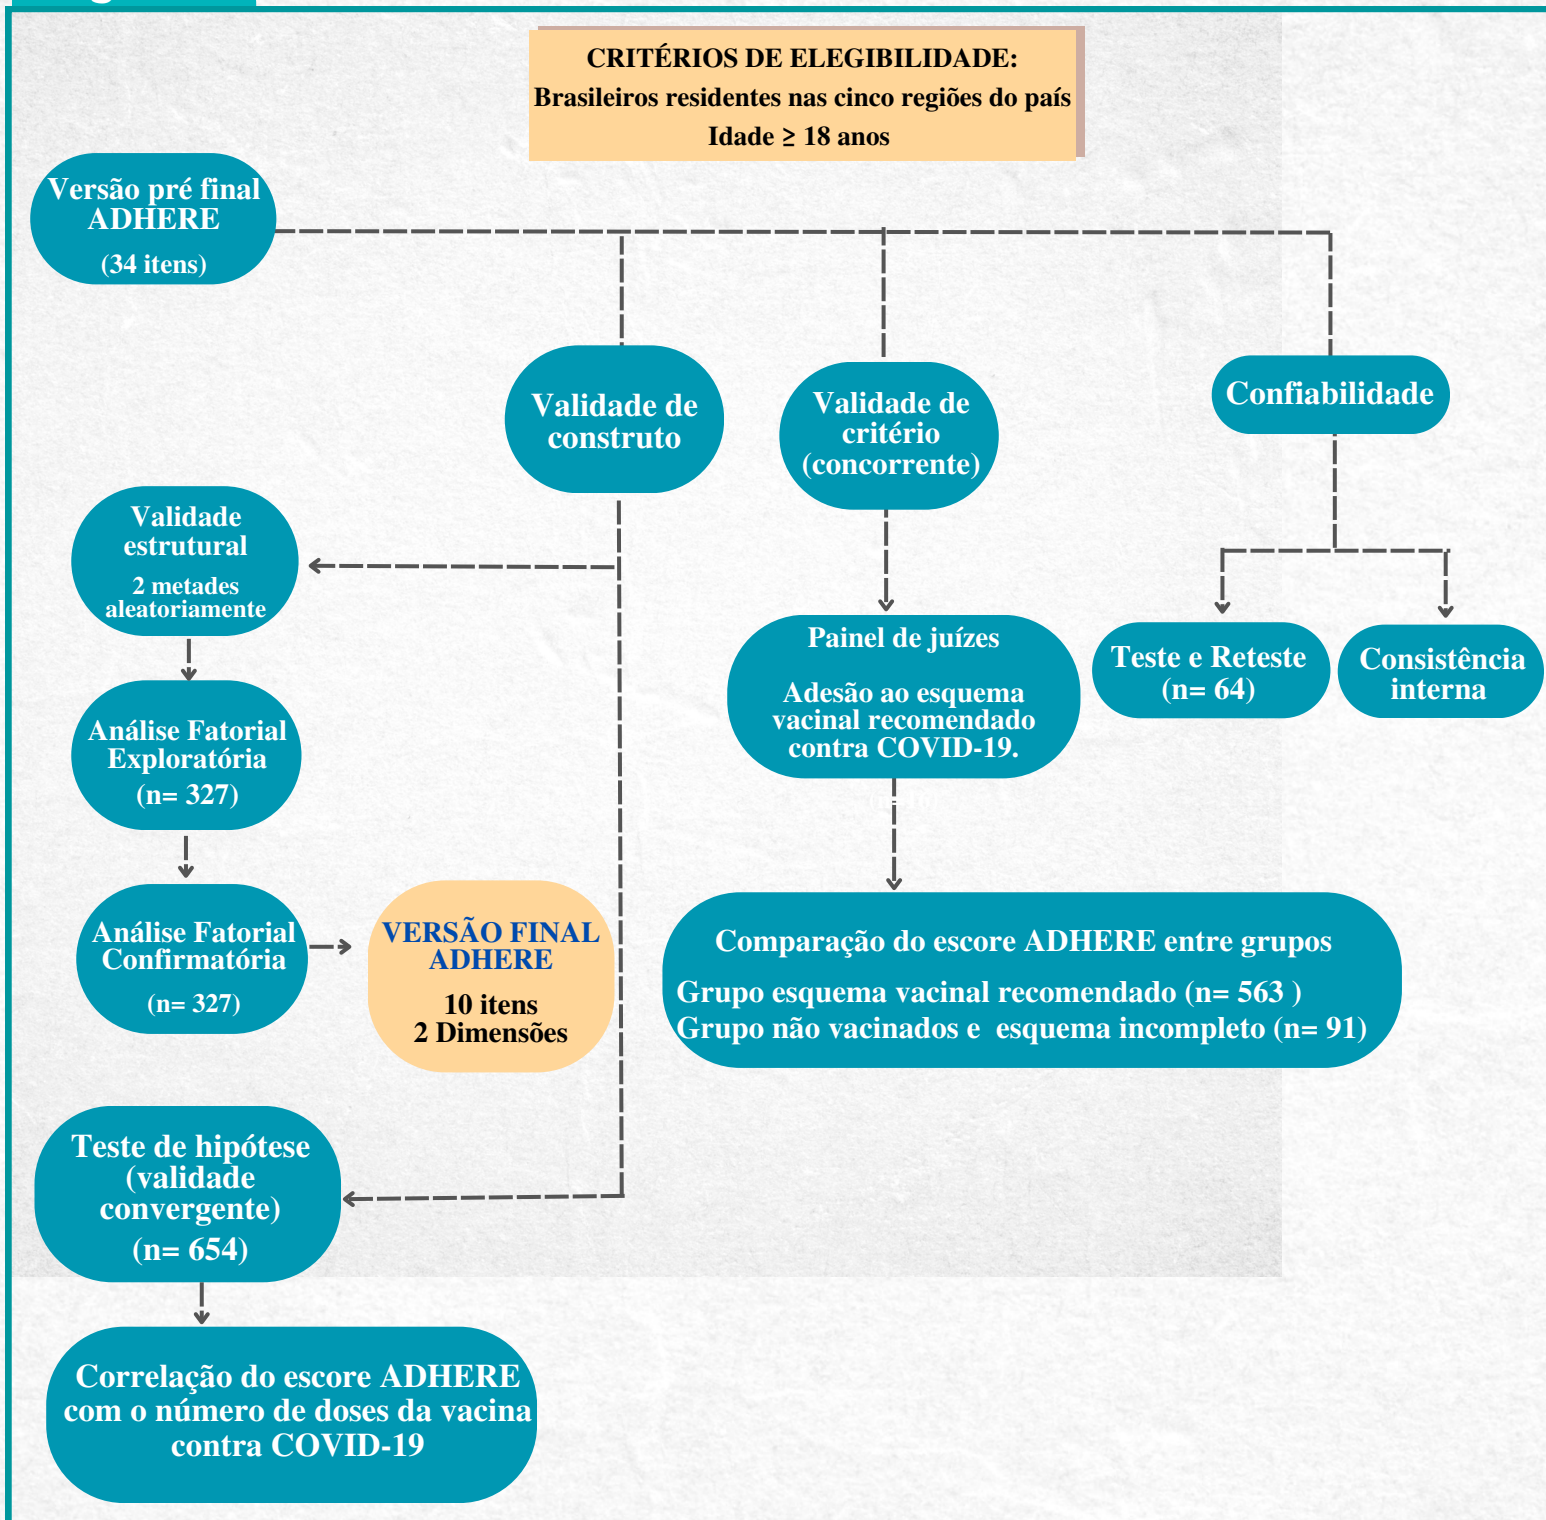 CRITÉRIOS DE ELEGIBILIDADE:
Brasileiros residentes nas cinco regiões do país
Idade ≥ 18 anos
Versão pré final
ADHERE
(34 itens)
Validade de
construto
Validade de
critério
(concorrente)
Confiabilidade
Validade
estrutural
2 metades
aleatoriamente
Análise Fatorial
Exploratória
(n= 327)
Análise Fatorial
Confirmatória
(n= 327)
VERSÃO FINAL
ADHERE
10 itens
2 Dimensões
Painel de juízes
Adesão ao esquema
vacinal recomendado
contra COVID-19.
Teste e Reteste
(n= 64)
Consistência
interna
Comparação do escore ADHERE entre grupos
Grupo esquema vacinal recomendado (n= 563 )
Grupo não vacinados e esquema incompleto (n= 91)
Teste de hipótese
(validade
convergente)
(n= 654)
Correlação do escore ADHERE
com o número de doses da vacina
contra COVID-19